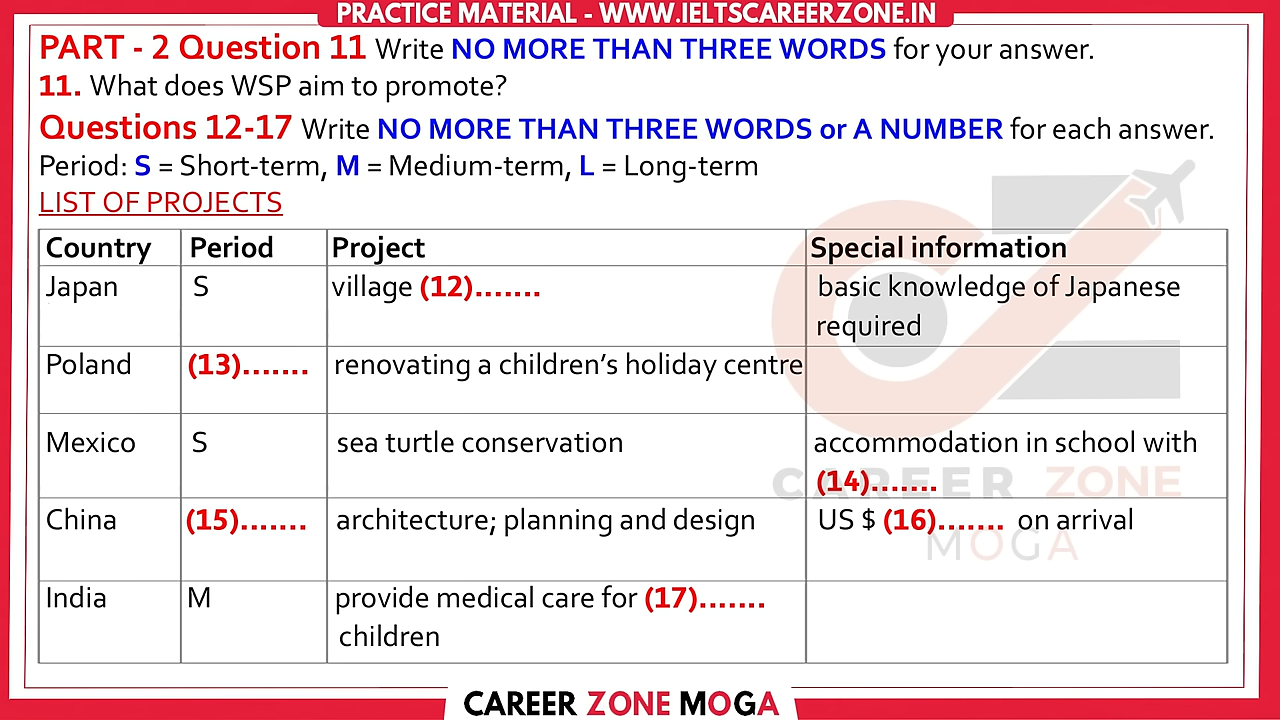 PRACTICE MATERIAL - WWW.IELTSCAREERZONE.IN
PART - 2 Question 11 Write NO MORE THAN THREE WORDS for your answer.
11. What does WSP aim to promote?
Questions 12-17 Write NO MORE THAN THREE WORDS or A NUMBER for each answer.
Period: S = Short-term, M = Medium-term, L = Long-term
LIST OF PROJECTS
Country Period Project Special information
Japan S village (12)....... basic knowledge of Japanese
required
Poland (13)....... renovating a children’s holiday centre
Mexico S sea turtle conservation accommodation in school with
(14).......
CAREER ZONE
China (15)....... architecture; planning and design US $ (16)....... on arrival
MOGA
India M provide medical care for (17).......
children
CAREER ZONE MOGA